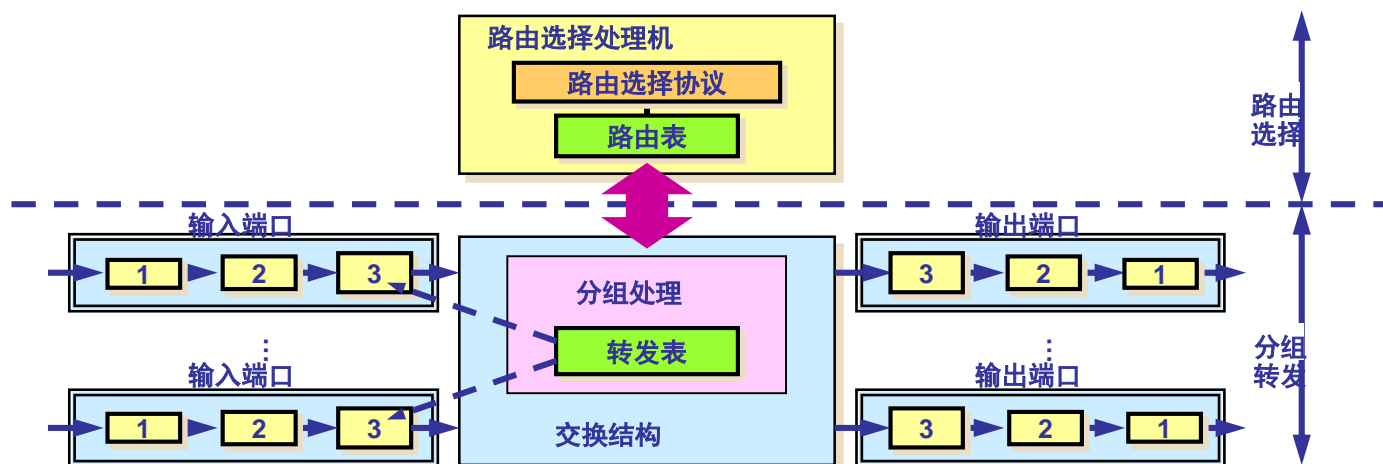 路由选择处理机
路由选择协议
路由表
路由
选择
输入端口
1 2 3
输出端口
3 2 1
分组处理
转发表
…
…
分组
转发
输入端口
1 2 3
输出端口
3 2 1
交换结构